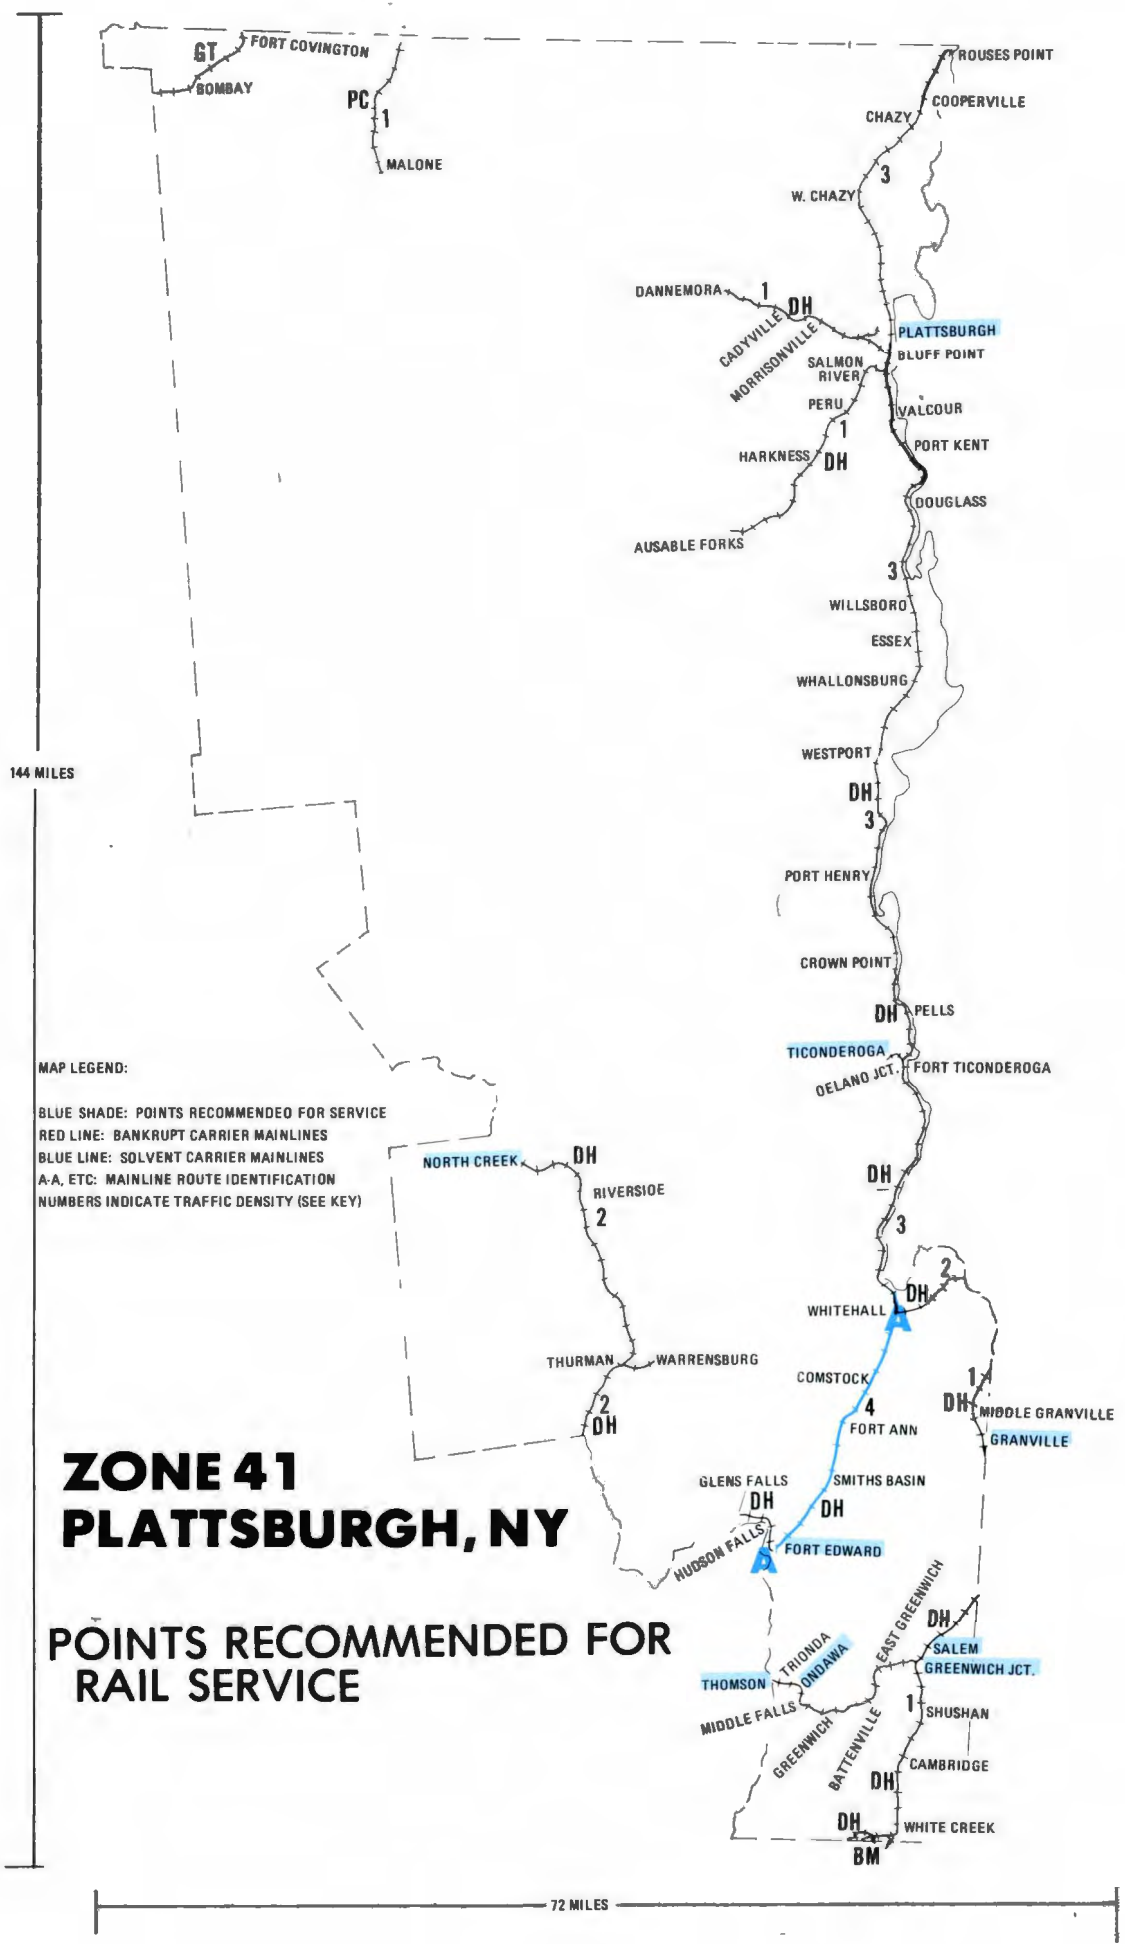 FORT COVINGTON
GT
BOMBAY
PC
1
MALONE
ROUSES POINT
COOPERVILLE
CHAZY
3
W. CHAZY
DANNEMORA
1
DH
CADYVILLE
MORRISONVILLE
PLATTSBURGH
BLUFF POINT
SALMON
RIVER
PERU
VALCOUR
1
PORT KENT
HARKNESS
DH
DOUGLASS
AUSABLE FORKS
3
WILLSBORO
ESSEX
WHALLONSBURG
WESTPORT
144 MILES
DH
3
PORT HENRY
CROWN POINT
DH
PELLS
TICONDEROGA
DELANO JCT.
FORT TICONDEROGA
MAP LEGEND:
BLUE SHADE: POINTS RECOMMENDED FOR SERVICE
RED LINE: BANKRUPT CARRIER MAINLINES
BLUE LINE: SOLVENT CARRIER MAINLINES
A-A, ETC: MAINLINE ROUTE IDENTIFICATION
NUMBERS INDICATE TRAFFIC DENSITY (SEE KEY)
NORTH CREEK
DH
RIVERSIDE
2
DH
3
2
DH
WHITEHALL
A
THURMAN
WARRENSBURG
COMSTOCK
1
2
DH
4
DH
MIDDLE GRANVILLE
FORT ANN
GRANVILLE
ZONE 41
PLATTSBURGH, NY
GLENS FALLS
SMITHS BASIN
DH
DH
HUDSON FALLS
FORT EDWARD
A
5
POINTS RECOMMENDED FOR
RAIL SERVICE
EAST GREENWICH
DH
TRIONDA
ONDAWA
SALEM
GREENWICH JCT.
THOMSON
MIDDLE FALLS
GREENWICH
BATTENVILLE
1
SHUSHAN
CAMBRIDGE
DH
DH
WHITE CREEK
BM
72 MILES